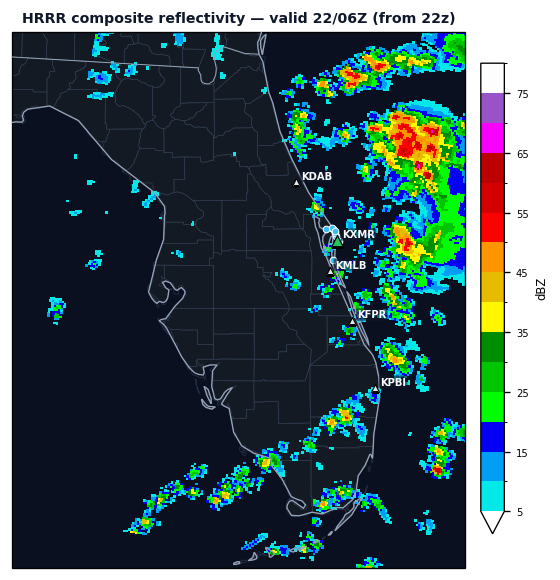 HRRR composite reflectivity — valid 22/06Z (from 22z)
KDAB
KXMR
KMLB
KFPR
KPBI
75
65
55
45
35
25
15
5
dBZ